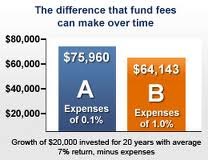 The difference that fund fees
can make over time
$80,000
$60,000
$40,000
$20,000
$75,960
A
Expenses
of 0.1%
$64,143
B
Expenses
of 1.0%
Growth of $20,000 invested for 20 years with average
7% return, minus expenses